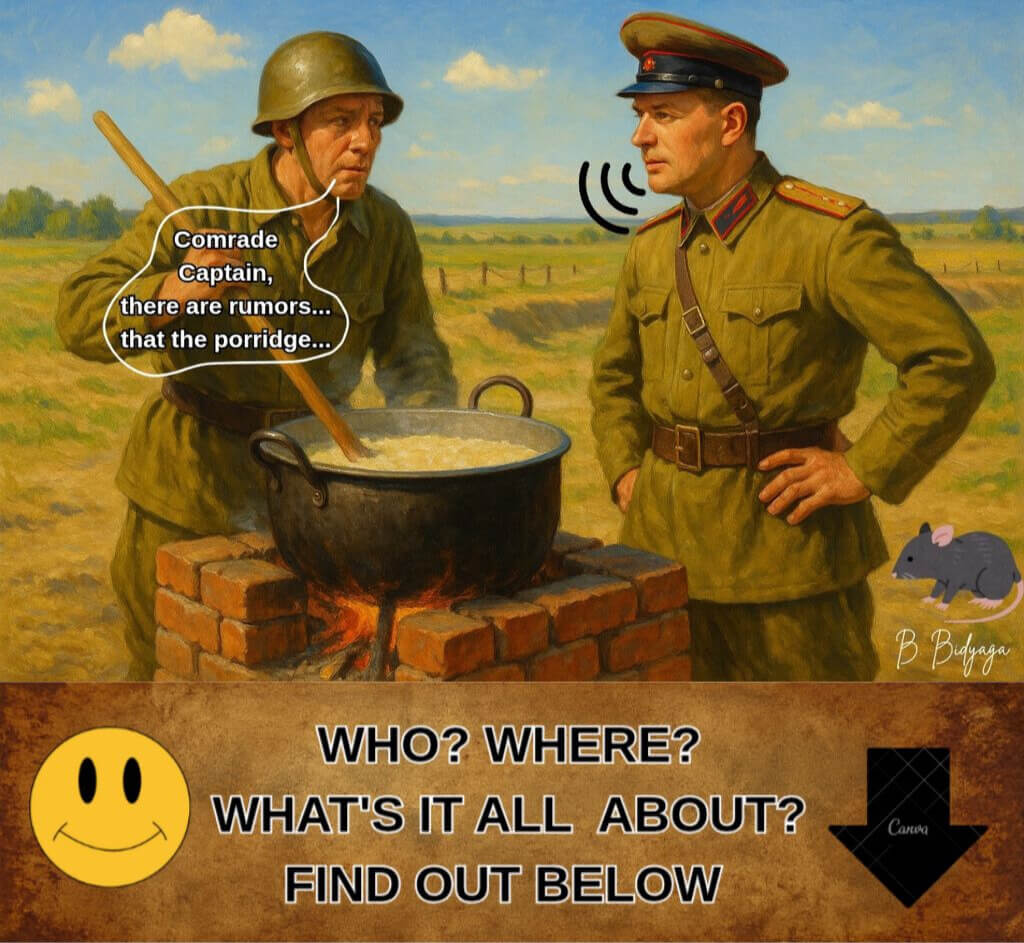 Comrade
Captain,
there are rumors...
that the porridge...
B Bidyaga
WHO? WHERE?
WHAT'S IT ALL ABOUT?
FIND OUT BELOW
Canva